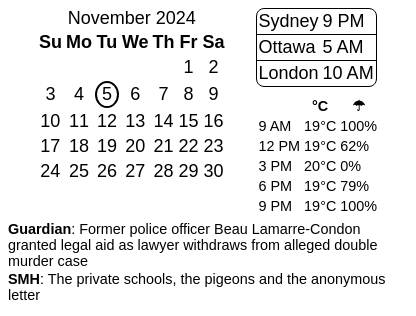 November 2024
Su Mo Tu We Th Fr Sa
1 2
3 4 5 6 7 8 9
10 11 12 13 14 15 16
17 18 19 20 21 22 23
24 25 26 27 28 29 30
Sydney 9 PM
Ottawa 5 AM
London 10 AM
°C ☂
9 AM 19°C 100%
12 PM 19°C 62%
3 PM 20°C 0%
6 PM 19°C 79%
9 PM 19°C 100%
Guardian: Former police officer Beau Lamarre-Condon
granted legal aid as lawyer withdraws from alleged double
murder case
SMH: The private schools, the pigeons and the anonymous
letter